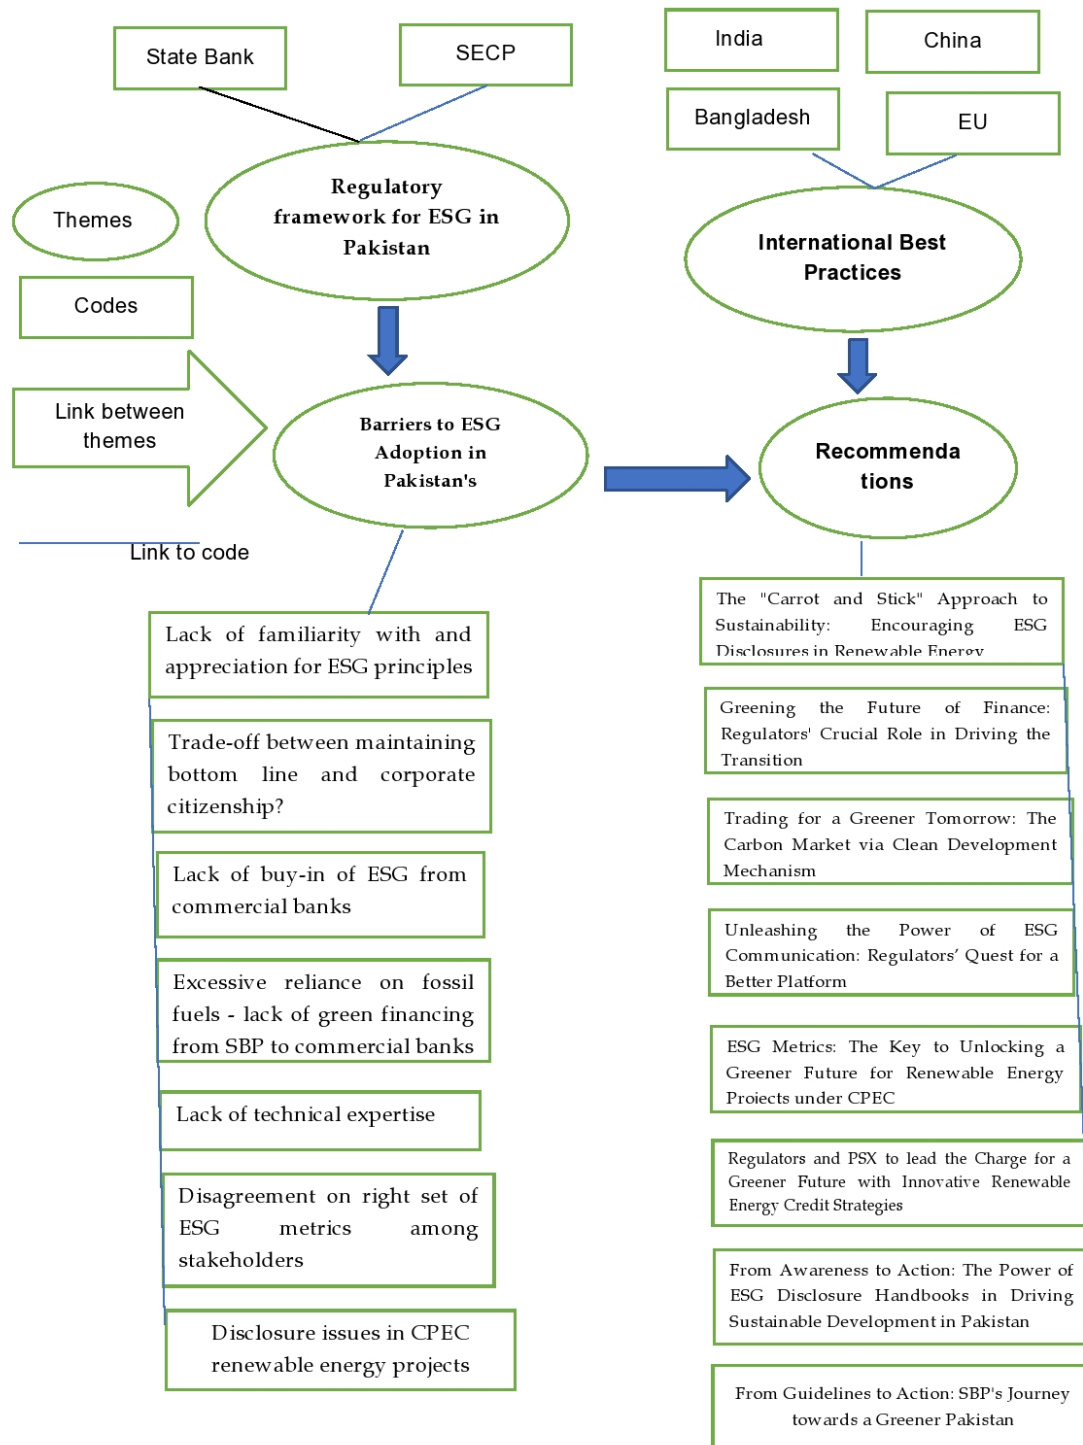 State Bank
SECP
India
China
Bangladesh
EU
Themes
Codes
Link between
themes
Link to code
Regulatory
framework for ESG in
Pakistan
International Best
Practices
Barriers to ESG
Adoption in
Pakistan's
Recommenda
tions
Lack of familiarity with and
appreciation for ESG principles
Trade-off between maintaining
bottom line and corporate
citizenship?
Lack of buy-in of ESG from
commercial banks
Excessive reliance on fossil
fuels - lack of green financing
from SBP to commercial banks
Lack of technical expertise
Disagreement on right set of
ESG metrics among
stakeholders
Disclosure issues in CPEC
renewable energy projects
The "Carrot and Stick" Approach to
Sustainability: Encouraging ESG
Disclosures in Renewable Energy
Greening the Future of Finance:
Regulators' Crucial Role in Driving the
Transition
Trading for a Greener Tomorrow: The
Carbon Market via Clean Development
Mechanism
Unleashing the Power of ESG
Communication: Regulators’ Quest for a
Better Platform
ESG Metrics: The Key to Unlocking a
Greener Future for Renewable Energy
Projects under CPEC
Regulators and PSX to lead the Charge for a
Greener Future with Innovative Renewable
Energy Credit Strategies
From Awareness to Action: The Power of
ESG Disclosure Handbooks in Driving
Sustainable Development in Pakistan
From Guidelines to Action: SBP's Journey
towards a Greener Pakistan